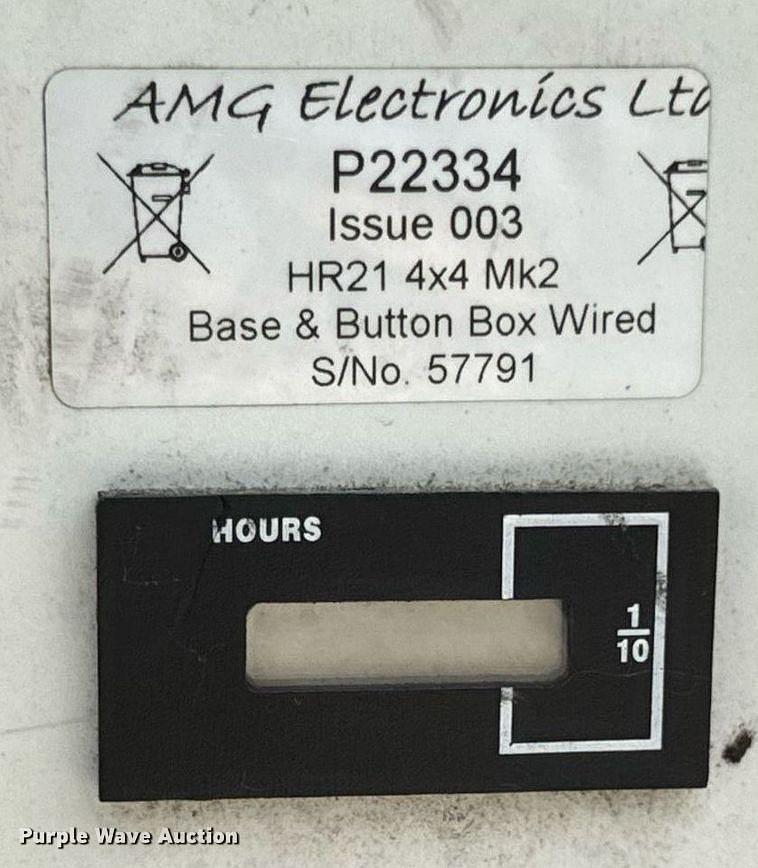 AMG Electronics Ltd
P22334
Issue 003
HR21 4x4 Mk2
Base & Button Box Wired
S/No. 57791
HOURS
1
10
Purple Wave Auction